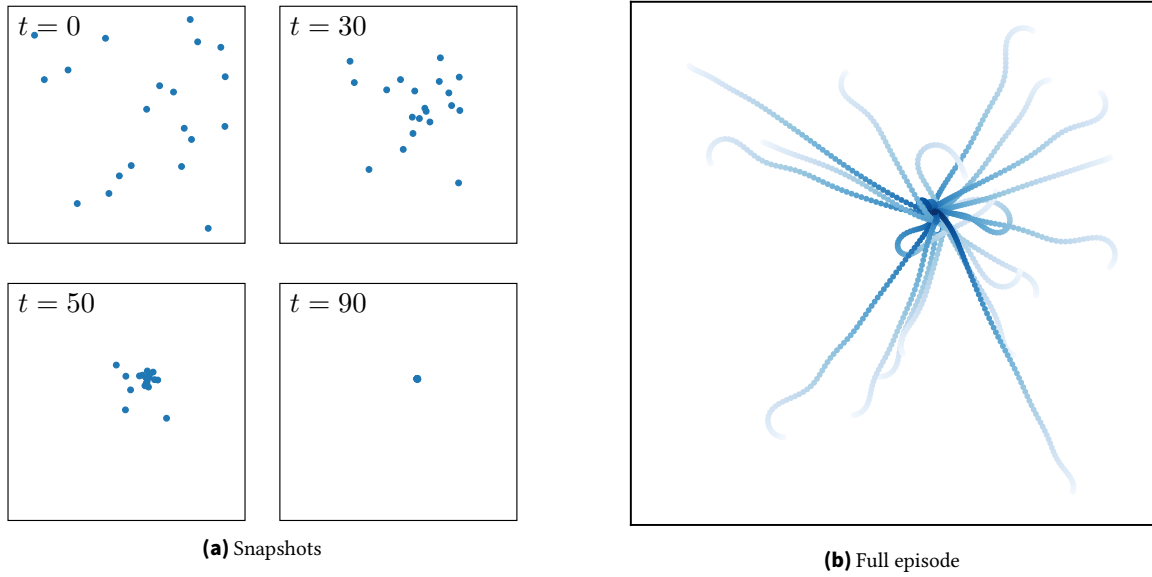 t = 0
t = 30
t = 50
t = 90
(a) Snapshots
(b) Full episode